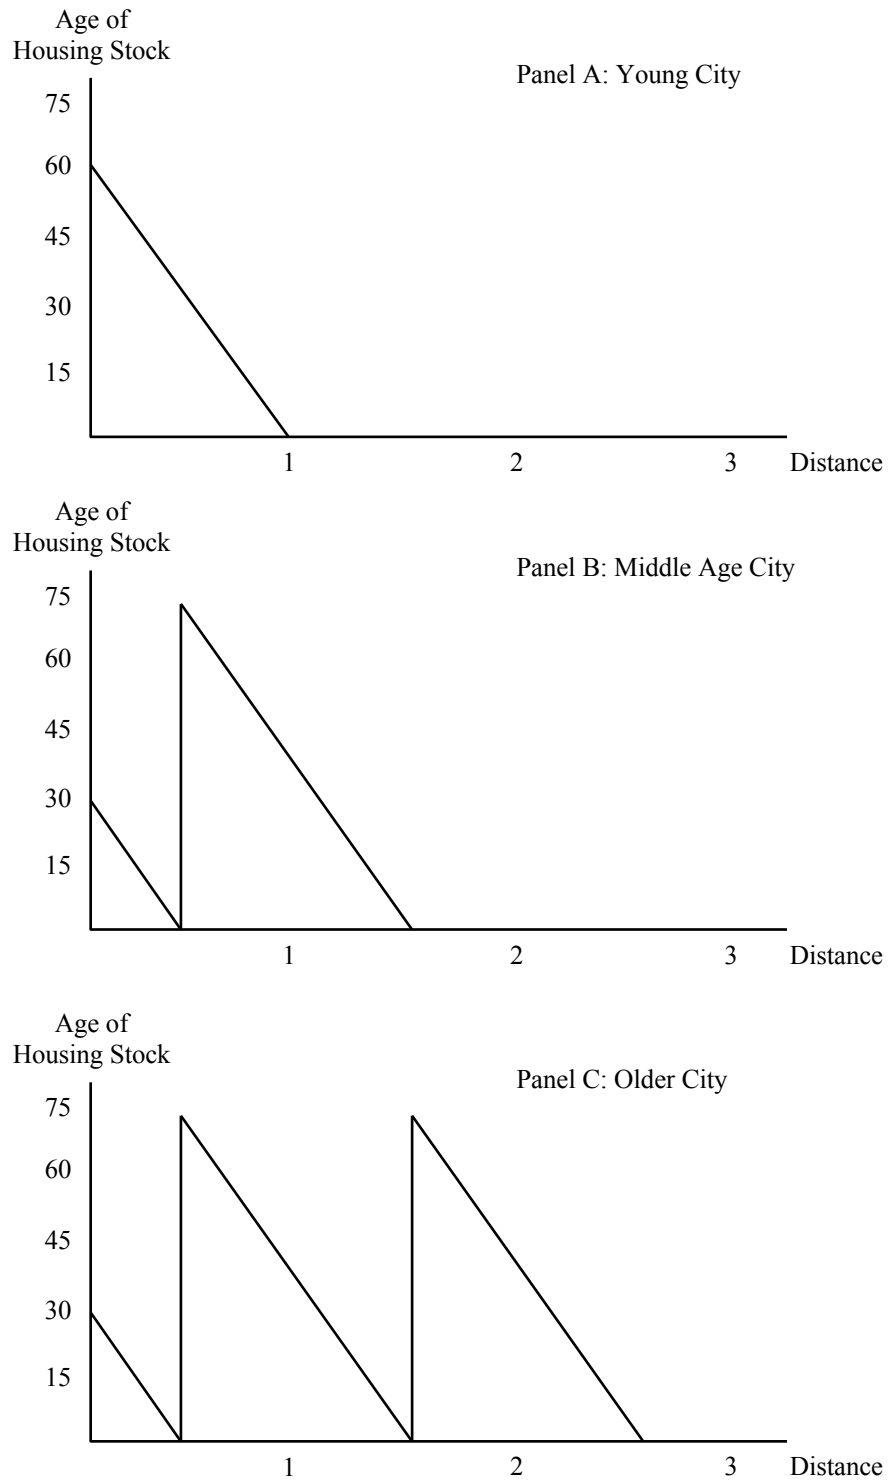 Age of
Housing Stock
Panel A: Young City
75
60
45
30
15
1 2 3 Distance
Age of
Housing Stock
Panel B: Middle Age City
75
60
45
30
15
1 2 3 Distance
Age of
Housing Stock
Panel C: Older City
75
60
45
30
15
1 2 3 Distance